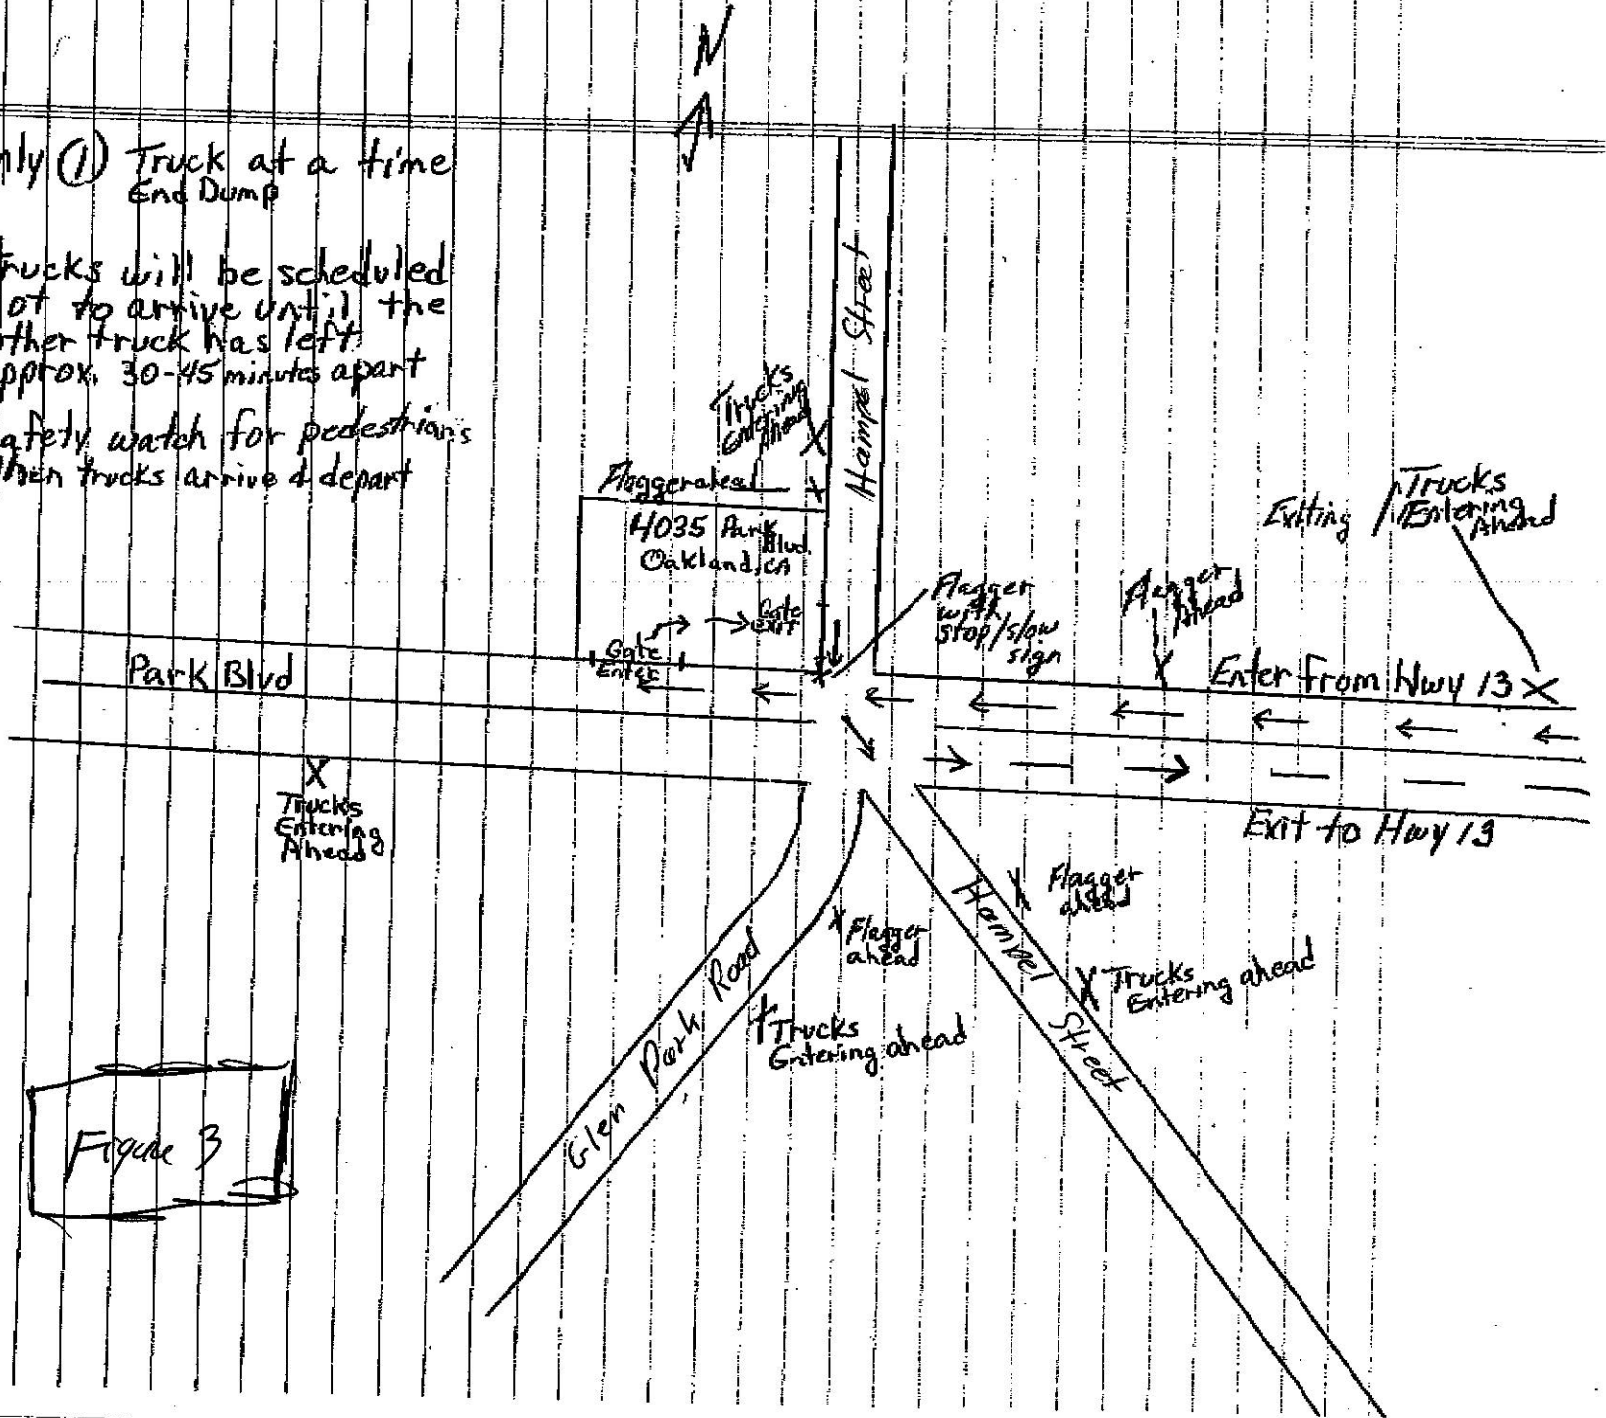 N
nly ① Truck at a time
End Dump
rucks will be scheduled
ot to arrive until the
ther truck has left
pprox. 30-45 minutes apart
afety watch for pedestrians
hen trucks arrive & depart
Hampel Street
Trucks
Entering
Ahead
Flagger ahead
4035 Park
Blvd.
Oakland, CA
Gate
exit
Gate
Enter
Flagger
with
stop/slow
sign
Flagger
Ahead
Exiting / Trucks
Entering
Ahead
Park Blvd
Enter from Hwy 13
Exit to Hwy 13
Trucks
Entering
Ahead
Flagger
ahead
Hampel
Street
Flagger
ahead
Trucks
Entering ahead
Glen Park Road
Trucks
Entering ahead
Figure 3